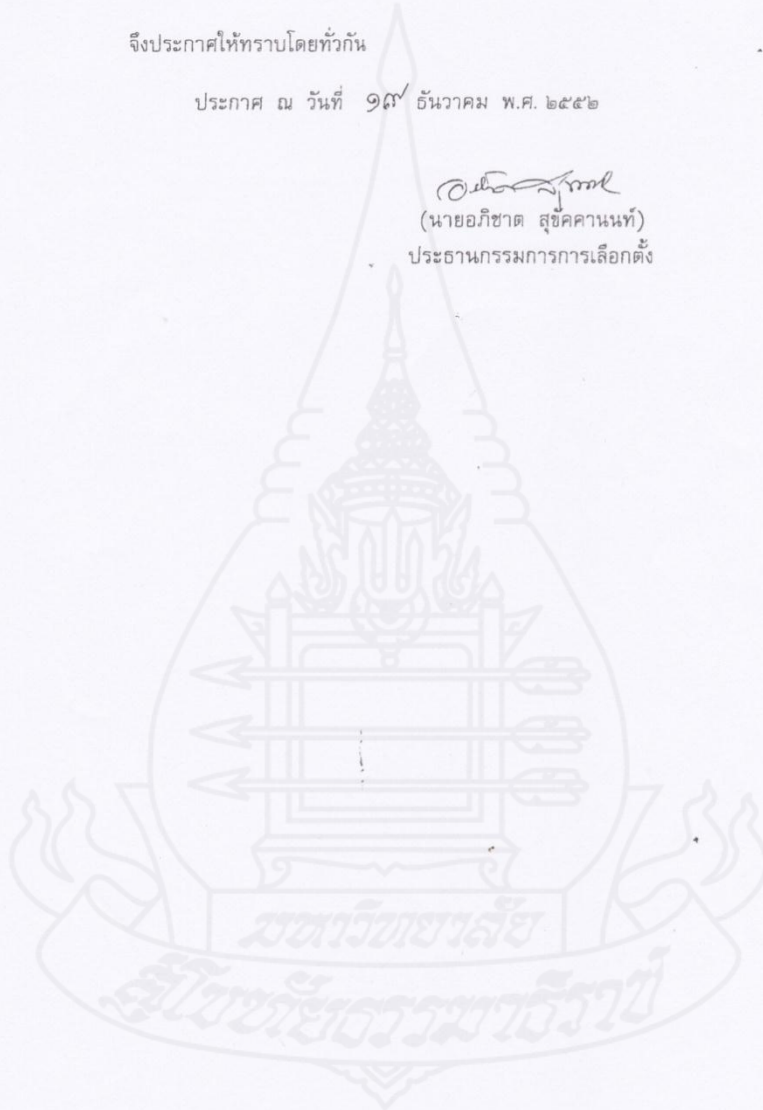 จึงประกาศให้ทราบโดยทั่วกัน
ประกาศ ณ วันที่ ๑๗ ธันวาคม พ.ศ. ๒๕๕๒
(นายอภิชาต สุขัคคานนท์)
ประธานกรรมการการเลือกตั้ง
มหาวิทยาลัย
สุโขทัยธรรมาธิราช